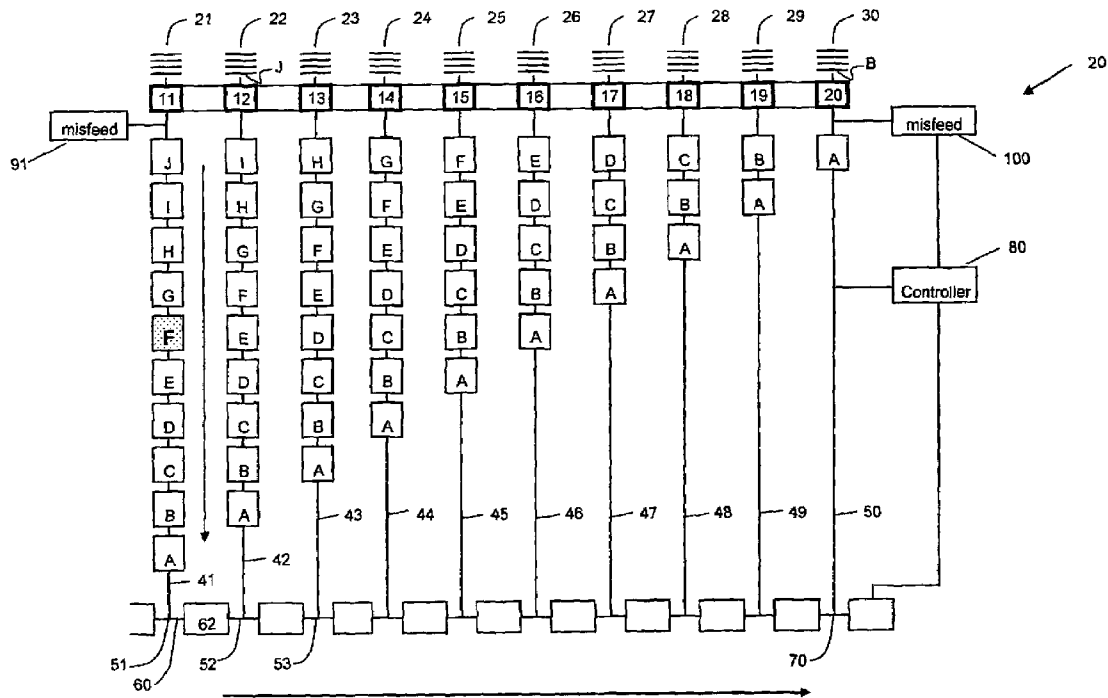 21 22 23 24 25 26 27 28 29 30
J B 20
11 12 13 14 15 16 17 18 19 20
misfeed misfeed
91 J I H G F E D C B A 100
I H G F E D C B A
H G F E D C B A 80
G F E D C B A Controller
F E D C B A
E D C B A
D C B A
C B A
B A 43 44 45 46 47 48 49 50
A 42
41
62
51 60 52 53 70